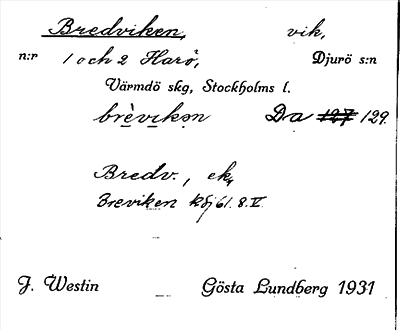 Bredviken, vik,
n:r 1 och 2 Harö, Djurö s:n
Värmdö skg, Stockholms l.
brèvikən Da 127 129.
Bredv., ek,
Breviken Kbj 61.8.V.
J. Westin Gösta Lundberg 1931